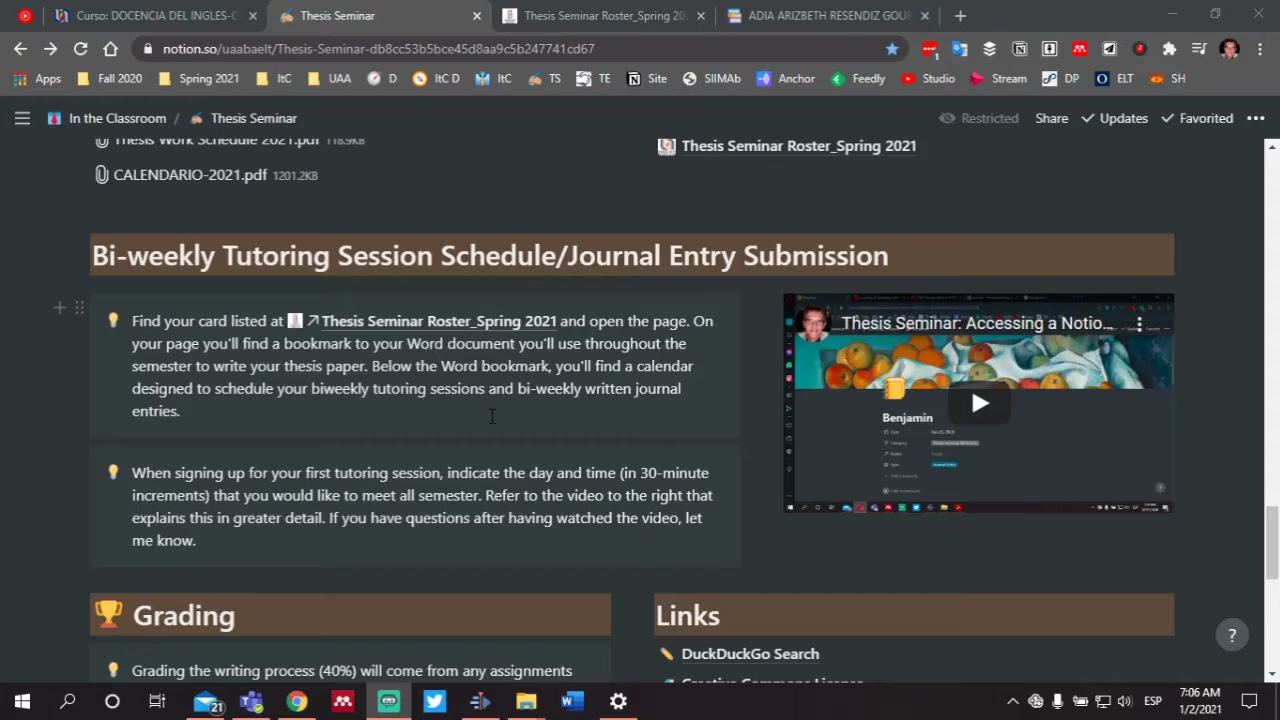 Curso: DOCENCIA DEL INGLES-C
Thesis Seminar
Thesis Seminar Roster_Spring 202
ADIA ARIZBETH RESENDIZ GOUR
notion.so/uaabaelt/Thesis-Seminar-db8cc53b5bce45d8aa9c5b247741cd67
Apps
Fall 2020
Spring 2021
ItC
UAA
D
ItC D
ItC
TS
TE
Site
SIIMAb
Anchor
Feedly
Studio
Stream
DP
ELT
SH
In the Classroom / Thesis Seminar
Restricted
Share
Updates
Favorited
Thesis Work Schedule 2021.pdf 118.9KB
Thesis Seminar Roster_Spring 2021
CALENDARIO-2021.pdf 1201.2KB
Bi-weekly Tutoring Session Schedule/Journal Entry Submission
Find your card listed at Thesis Seminar Roster_Spring 2021 and open the page. On
your page you'll find a bookmark to your Word document you'll use throughout the
semester to write your thesis paper. Below the Word bookmark, you'll find a calendar
designed to schedule your biweekly tutoring sessions and bi-weekly written journal
entries.
Thesis Seminar: Accessing a Notio...
Benjamin
When signing up for your first tutoring session, indicate the day and time (in 30-minute
increments) that you would like to meet all semester. Refer to the video to the right that
explains this in greater detail. If you have questions after having watched the video, let
me know.
Grading
Links
Grading the writing process (40%) will come from any assignments
DuckDuckGo Search
Creative Commons License
?
21
ESP
7:06 AM
1/2/2021